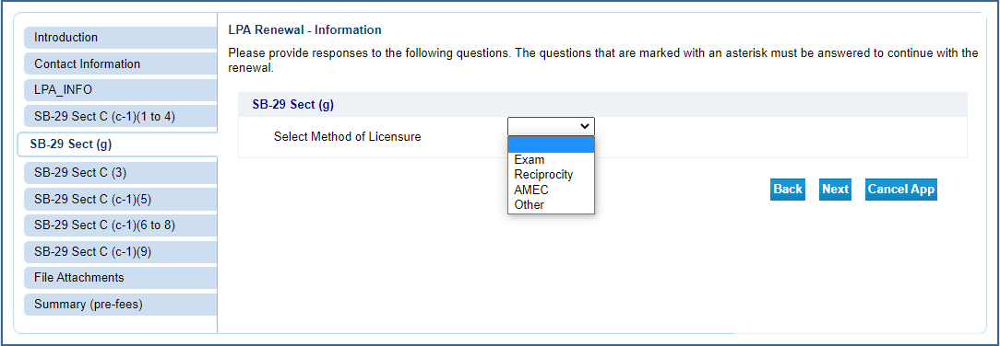 Introduction
Contact Information
LPA_INFO
SB-29 Sect C (c-1)(1 to 4)
SB-29 Sect (g)
SB-29 Sect C (3)
SB-29 Sect C (c-1)(5)
SB-29 Sect C (c-1)(6 to 8)
SB-29 Sect C (c-1)(9)
File Attachments
Summary (pre-fees)
LPA Renewal - Information
Please provide responses to the following questions. The questions that are marked with an asterisk must be answered to continue with the
renewal.
SB-29 Sect (g)
Select Method of Licensure
Exam
Reciprocity
AMEC
Other
Back Next Cancel App